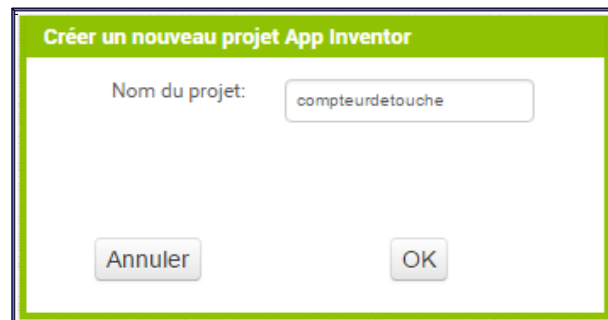 Créer un nouveau projet App Inventor
Nom du projet: compteurdetouche
Annuler OK